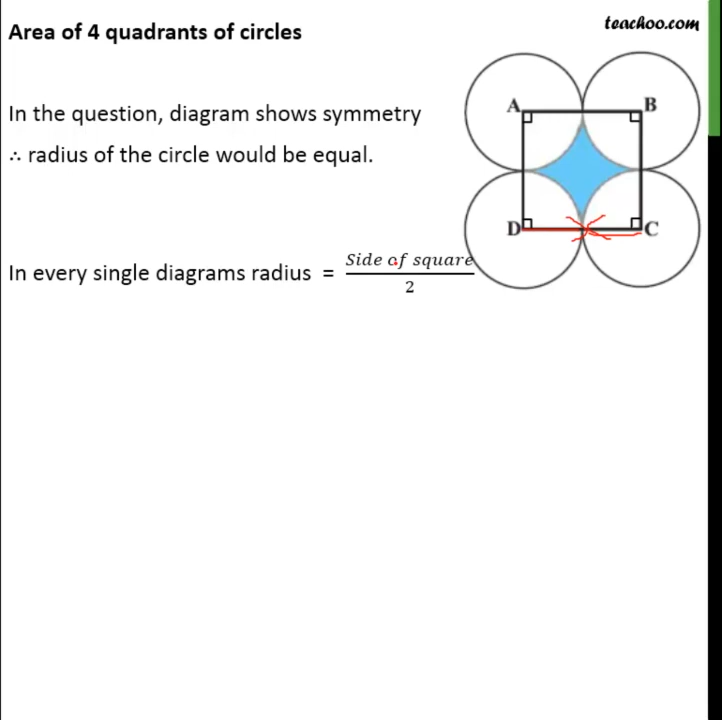 Area of 4 quadrants of circles
teachoo.com
In the question, diagram shows symmetry
∴ radius of the circle would be equal.
A
B
D
C
In every single diagrams radius = Side of square
2